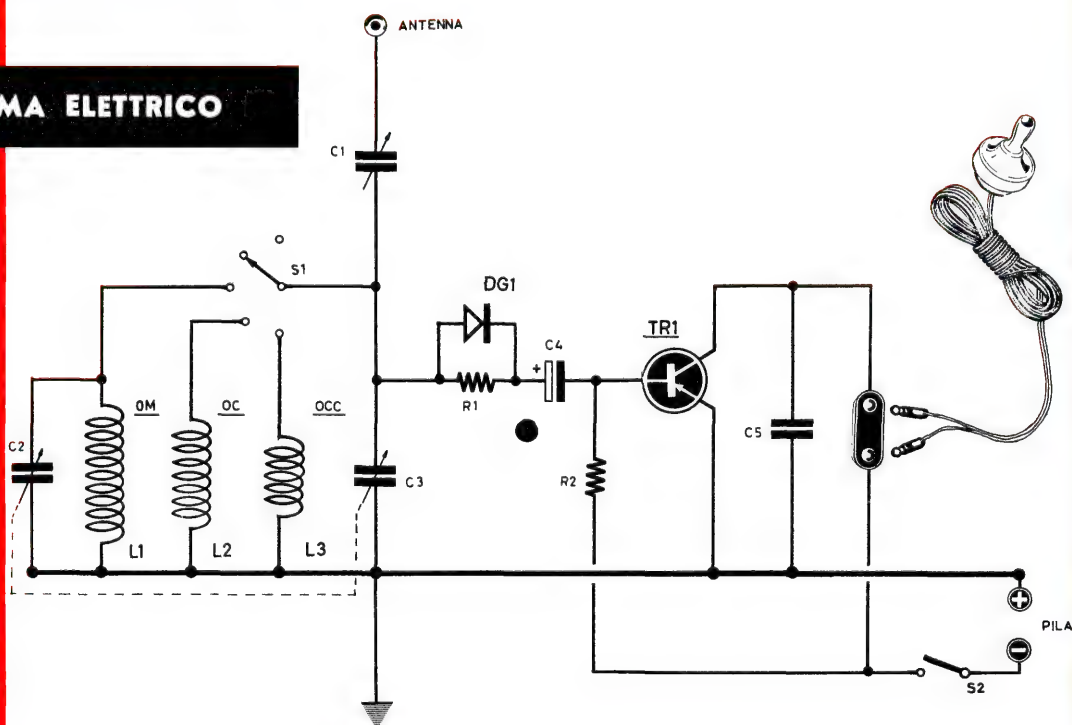 ANTENNA
MA ELETTRICO
C1
S1
DG1
TR1
C4
+
R1
OM
OC
OCC
C2
C3
C5
R2
L1
L2
L3
+
PILA
-
S2